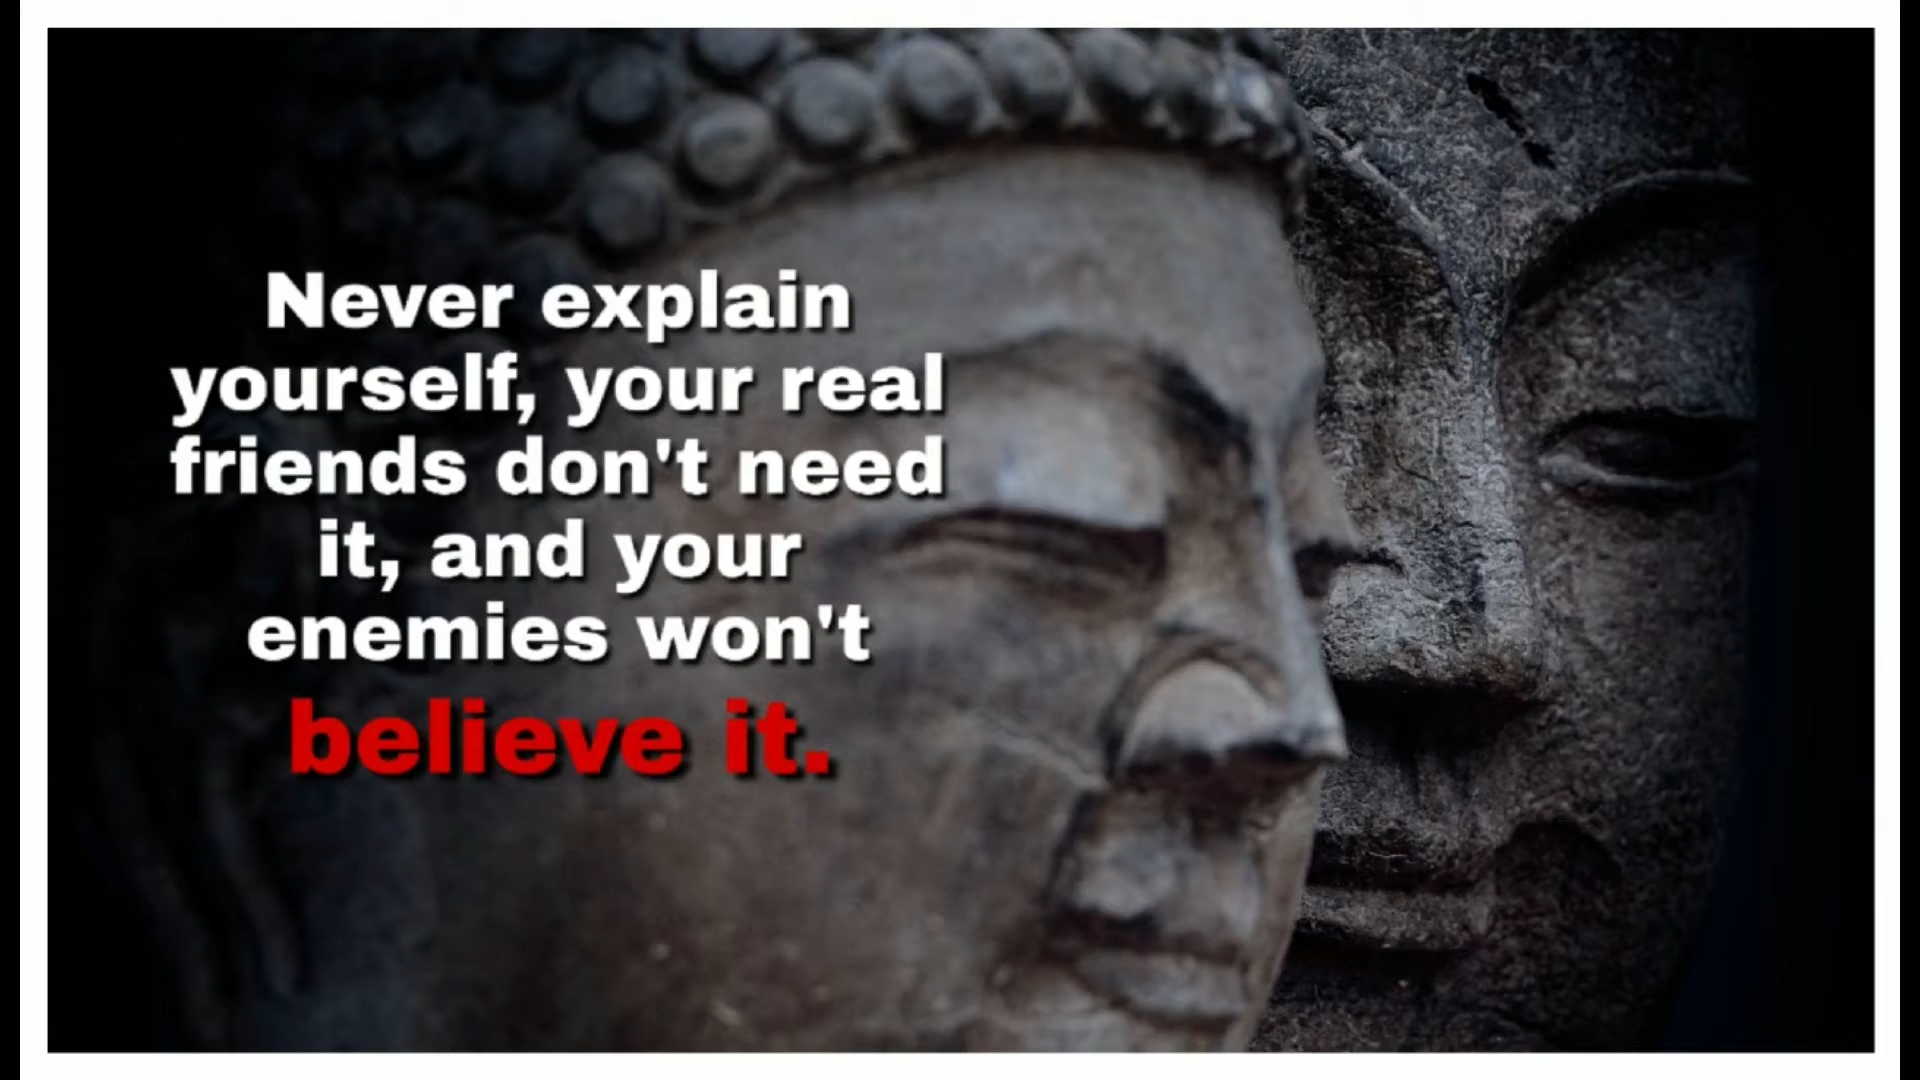 Never explain
yourself, your real
friends don't need
it, and your
enemies won't
believe it.